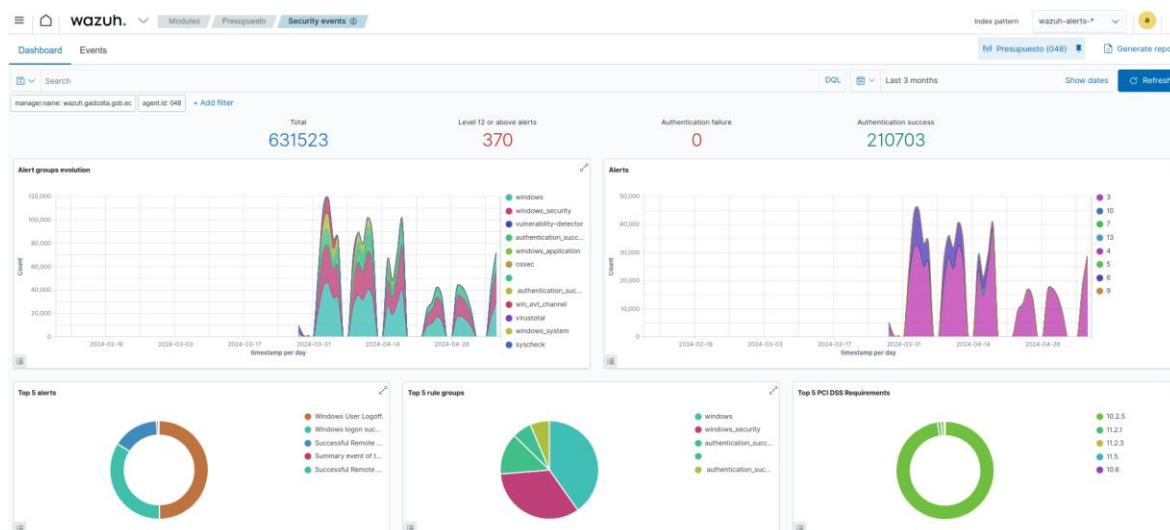 wazuh. Modules Presupuesto Security events Index pattern wazuh-alerts-* a
Dashboard Events Presupuesto (048) Generate repo
Search DQL Last 3 months Show dates Refresh
manager.name: wazuh.gadcolta.gob.ec agent.id: 048 + Add filter
Total
631523
Level 12 or above alerts
370
Authentication failure
0
Authentication success
210703
Alert groups evolution
Count
120,000
100,000
80,000
60,000
40,000
20,000
0
2024-02-18 2024-03-03 2024-03-17 2024-03-31 2024-04-14 2024-04-28
timestamp per day
windows
windows_security
vulnerability-detector
authentication_succ...
windows_application
ossec
authentication_suc...
win_evt_channel
virustotal
windows_system
syscheck
Alerts
Count
50,000
40,000
30,000
20,000
10,000
0
2024-02-18 2024-03-03 2024-03-17 2024-03-31 2024-04-14 2024-04-28
timestamp per day
3
10
7
13
4
5
6
9
Top 5 alerts
Windows User Logoff.
Windows logon suc...
Successful Remote ...
Summary event of t...
Successful Remote ...
Top 5 rule groups
windows
windows_security
authentication_succ...
authentication_suc...
Top 5 PCI DSS Requirements
10.2.5
11.2.1
11.2.3
11.5
10.6